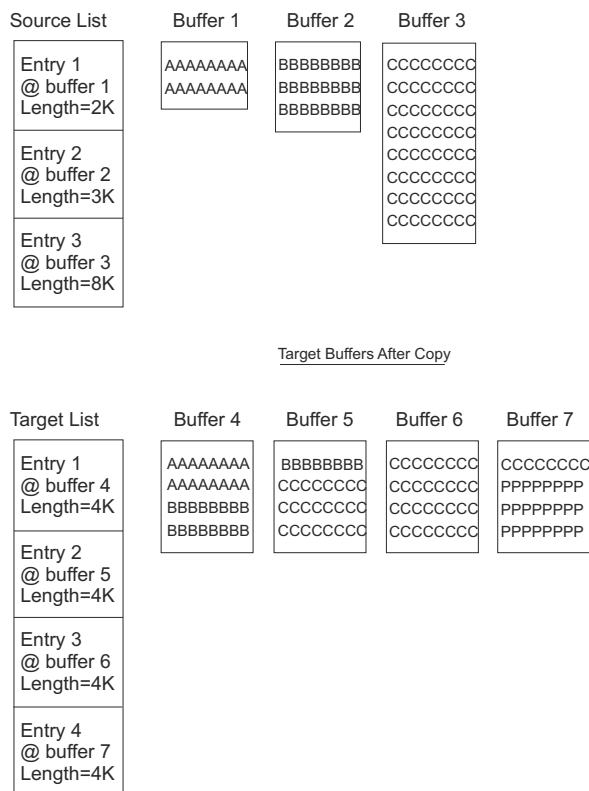 Source List Buffer 1 Buffer 2 Buffer 3
Entry 1
@ buffer 1
Length=2K
Entry 2
@ buffer 2
Length=3K
Entry 3
@ buffer 3
Length=8K
AAAAAAAA
AAAAAAAA
BBBBBBBB
BBBBBBBB
BBBBBBBB
CCCCCCCC
CCCCCCCC
CCCCCCCC
CCCCCCCC
CCCCCCCC
CCCCCCCC
CCCCCCCC
CCCCCCCC
Target Buffers After Copy
Target List Buffer 4 Buffer 5 Buffer 6 Buffer 7
Entry 1
@ buffer 4
Length=4K
Entry 2
@ buffer 5
Length=4K
Entry 3
@ buffer 6
Length=4K
Entry 4
@ buffer 7
Length=4K
AAAAAAAA
AAAAAAAA
BBBBBBBB
BBBBBBBB
BBBBBBBB
CCCCCCCC
CCCCCCCC
CCCCCCCC
CCCCCCCC
CCCCCCCC
CCCCCCCC
CCCCCCCC
CCCCCCCC
PPPPPPPP
PPPPPPPP
PPPPPPPP